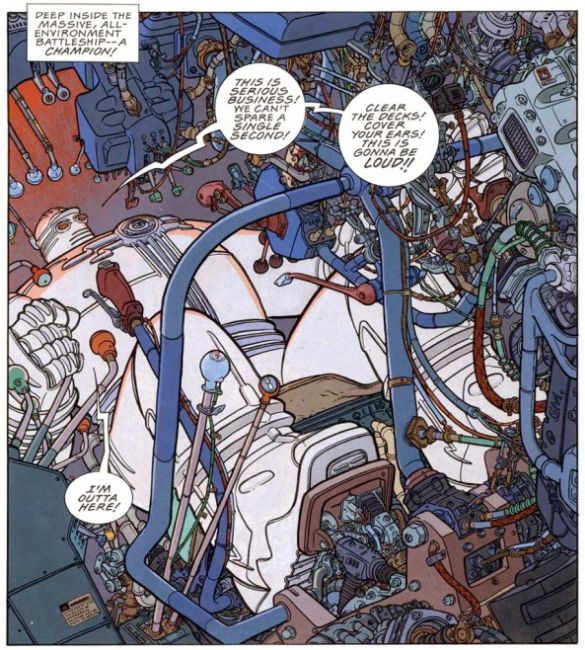 DEEP INSIDE THE
MASSIVE, ALL-
ENVIRONMENT
BATTLESHIP--A
CHAMPION!
THIS IS
SERIOUS
BUSINESS!
WE CAN'T
SPARE A
SINGLE
SECOND!
CLEAR
THE DECKS!
COVER
YOUR EARS!
THIS IS
GONNA BE
LOUD!!
I'M
OUTTA
HERE!